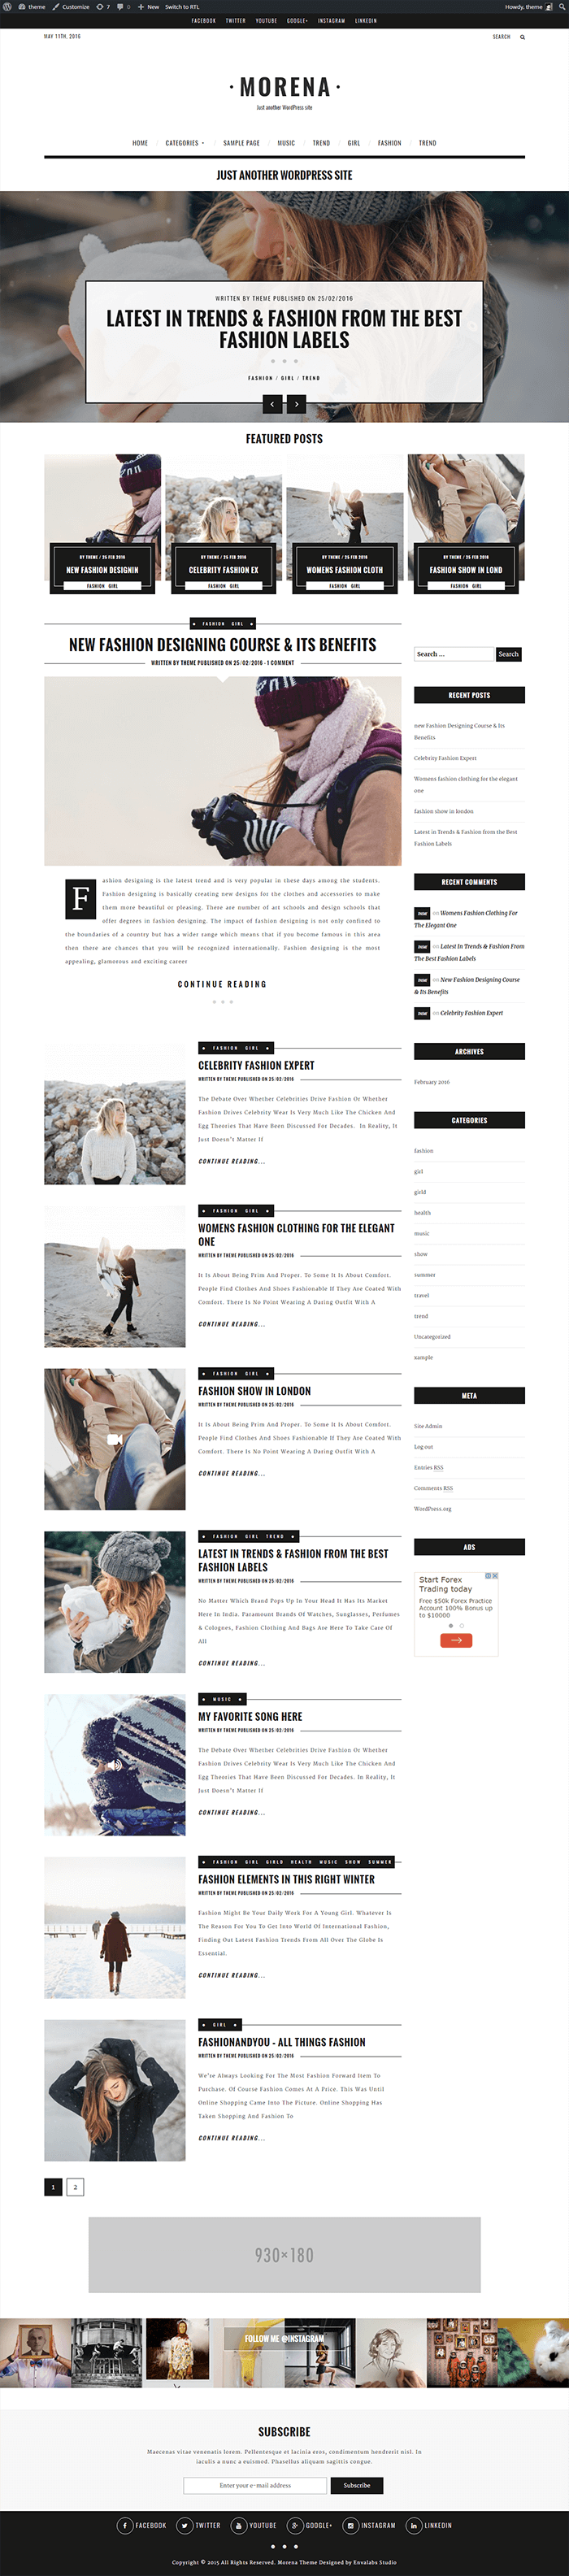 theme Customize 7 0 New Switch to RTL Howdy, theme
FACEBOOK TWITTER YOUTUBE GOOGLE+ INSTAGRAM LINKEDIN
MAY 11TH, 2016 SEARCH
· MORENA ·
Just another WordPress site
HOME / CATEGORIES / SAMPLE PAGE / MUSIC / TREND / GIRL / FASHION / TREND
JUST ANOTHER WORDPRESS SITE
WRITTEN BY THEME PUBLISHED ON 25/02/2016
LATEST IN TRENDS & FASHION FROM THE BEST
FASHION LABELS
FASHION / GIRL / TREND
FEATURED POSTS
BY THEME / 25 FEB 2016
NEW FASHION DESIGNIN
FASHION GIRL
BY THEME / 25 FEB 2016
CELEBRITY FASHION EX
FASHION GIRL
BY THEME / 25 FEB 2016
WOMENS FASHION CLOTH
FASHION GIRL
BY THEME / 25 FEB 2016
FASHION SHOW IN LOND
FASHION GIRL
FASHION GIRL
NEW FASHION DESIGNING COURSE & ITS BENEFITS
WRITTEN BY THEME PUBLISHED ON 25/02/2016 - 1 COMMENT
Fashion designing is the latest trend and is very popular in these days among the students.
Fashion designing is basically creating new designs for the clothes and accessories to make
them more beautiful or pleasing. There are number of art schools and design schools that
offer degrees in fashion designing. The impact of fashion designing is not only confined to
the boundaries of a country but has a wider range which means that if you become famous in this area
then there are chances that you will be recognized internationally. Fashion designing is the most
appealing, glamorous and exciting career
CONTINUE READING
FASHION GIRL
CELEBRITY FASHION EXPERT
WRITTEN BY THEME PUBLISHED ON 25/02/2016
The Debate Over Whether Celebrities Drive Fashion Or Whether
Fashion Drives Celebrity Wear Is Very Much Like The Chicken And
Egg Theories That Have Been Discussed For Decades. In Reality, It
Just Doesn't Matter If
CONTINUE READING...
FASHION GIRL
WOMENS FASHION CLOTHING FOR THE ELEGANT
ONE
WRITTEN BY THEME PUBLISHED ON 25/02/2016
It Is About Being Prim And Proper. To Some It Is About Comfort.
People Find Clothes And Shoes Fashionable If They Are Coated With
Comfort. There Is No Point Wearing A Daring Outfit With A
CONTINUE READING...
FASHION GIRL
FASHION SHOW IN LONDON
WRITTEN BY THEME PUBLISHED ON 25/02/2016
It Is About Being Prim And Proper. To Some It Is About Comfort.
People Find Clothes And Shoes Fashionable If They Are Coated With
Comfort. There Is No Point Wearing A Daring Outfit With A
CONTINUE READING...
FASHION GIRL TREND
LATEST IN TRENDS & FASHION FROM THE BEST
FASHION LABELS
WRITTEN BY THEME PUBLISHED ON 25/02/2016
No Matter Which Brand Pops Up In Your Head It Has Its Market
Here In India. Paramount Brands Of Watches, Sunglasses, Perfumes
& Colognes, Fashion Clothing And Bags Are Here To Take Care Of
All
CONTINUE READING...
MUSIC
MY FAVORITE SONG HERE
WRITTEN BY THEME PUBLISHED ON 25/02/2016
The Debate Over Whether Celebrities Drive Fashion Or Whether
Fashion Drives Celebrity Wear Is Very Much Like The Chicken And
Egg Theories That Have Been Discussed For Decades. In Reality, It
Just Doesn't Matter If
CONTINUE READING...
FASHION GIRL GIRLD HEALTH MUSIC SHOW SUMMER
FASHION ELEMENTS IN THIS RIGHT WINTER
WRITTEN BY THEME PUBLISHED ON 25/02/2016
Fashion Might Be Your Daily Work For A Young Girl. Whatever Is
The Reason For You To Get Into World Of International Fashion,
Finding Out Latest Fashion Trends From All Over The Globe Is
Essential.
CONTINUE READING...
GIRL
FASHIONANDYOU - ALL THINGS FASHION
WRITTEN BY THEME PUBLISHED ON 25/02/2016
We're Always Looking For The Most Fashion Forward Item To
Purchase. Of Course Fashion Comes At A Price. This Was Until
Online Shopping Came Into The Picture. Online Shopping Has
Taken Shopping And Fashion To
CONTINUE READING...
1 2
Search ... Search
RECENT POSTS
new Fashion Designing Course & Its
Benefits
Celebrity Fashion Expert
Womens fashion clothing for the elegant
one
fashion show in london
Latest in Trends & Fashion from the Best
Fashion Labels
RECENT COMMENTS
on Womens Fashion Clothing For
The Elegant One
on Latest In Trends & Fashion From
The Best Fashion Labels
on New Fashion Designing Course
& Its Benefits
on Celebrity Fashion Expert
ARCHIVES
February 2016
CATEGORIES
fashion
girl
girld
health
music
show
summer
travel
trend
Uncategorized
xample
META
Site Admin
Log out
Entries RSS
Comments RSS
WordPress.org
ADS
Start Forex
Trading today
Free $50k Forex Practice
Account 100% Bonus up
to $10000
930×180
FOLLOW ME @INSTAGRAM
SUBSCRIBE
Maecenas vitae venenatis lorem. Pellentesque et lacinia eros, condimentum hendrerit nisl. In
iaculis a nunc a euismod. Phasellus aliquam sagittis congue.
Enter your e-mail address Subscribe
FACEBOOK TWITTER YOUTUBE GOOGLE+ INSTAGRAM LINKEDIN
Copyright © 2015 All Rights Reserved. Morena Theme Designed by Envalabs Studio